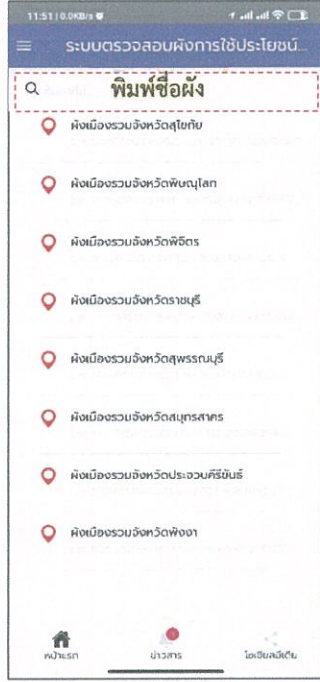 11:51 | 0.0KB/s
ระบบตรวจสอบผังการใช้ประโยชน์...
พิมพ์ชื่อผัง
ผังเมืองรวมจังหวัดสุโขทัย
ผังเมืองรวมจังหวัดพิษณุโลก
ผังเมืองรวมจังหวัดพิจิตร
ผังเมืองรวมจังหวัดราชบุรี
ผังเมืองรวมจังหวัดสุพรรณบุรี
ผังเมืองรวมจังหวัดสมุทรสาคร
ผังเมืองรวมจังหวัดประจวบคีรีขันธ์
ผังเมืองรวมจังหวัดพังงา
หน้าแรก ข่าวสาร โซเชียลมีเดีย